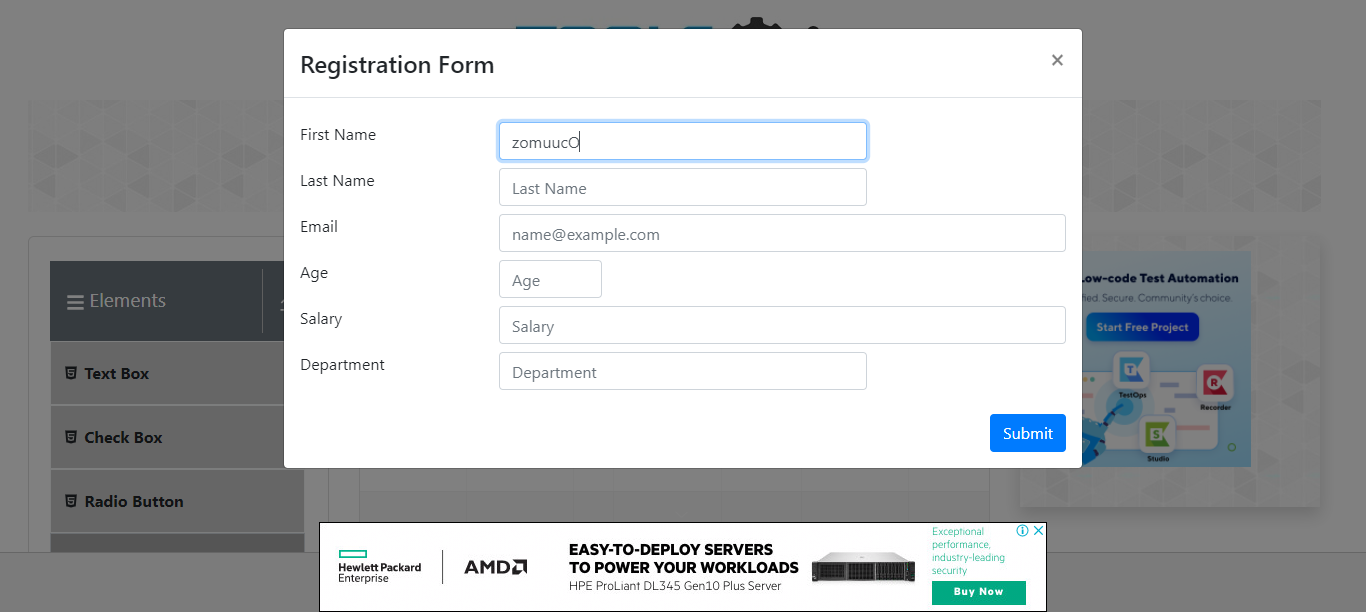 Registration Form
×
First Name
zomuucO
Last Name
Last Name
Email
name@example.com
Age
Age
Salary
Salary
Department
Department
Submit
Elements
Text Box
Check Box
Radio Button
Low-code Test Automation
fied. Secure. Community's choice.
Start Free Project
TestOps
Recorder
Studio
Hewlett Packard
Enterprise
AMD
EASY-TO-DEPLOY SERVERS
TO POWER YOUR WORKLOADS
HPE ProLiant DL345 Gen10 Plus Server
Exceptional
performance,
industry-leading
security
Buy Now